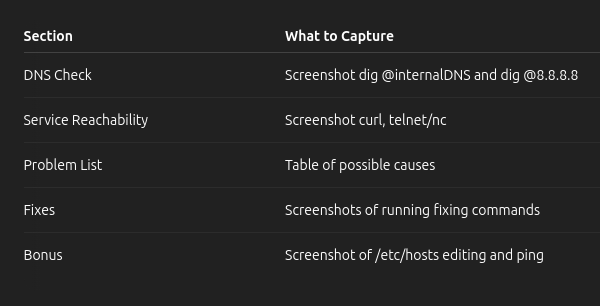 Section What to Capture
DNS Check Screenshot dig @internalDNS and dig @8.8.8.8
Service Reachability Screenshot curl, telnet/nc
Problem List Table of possible causes
Fixes Screenshots of running fixing commands
Bonus Screenshot of /etc/hosts editing and ping